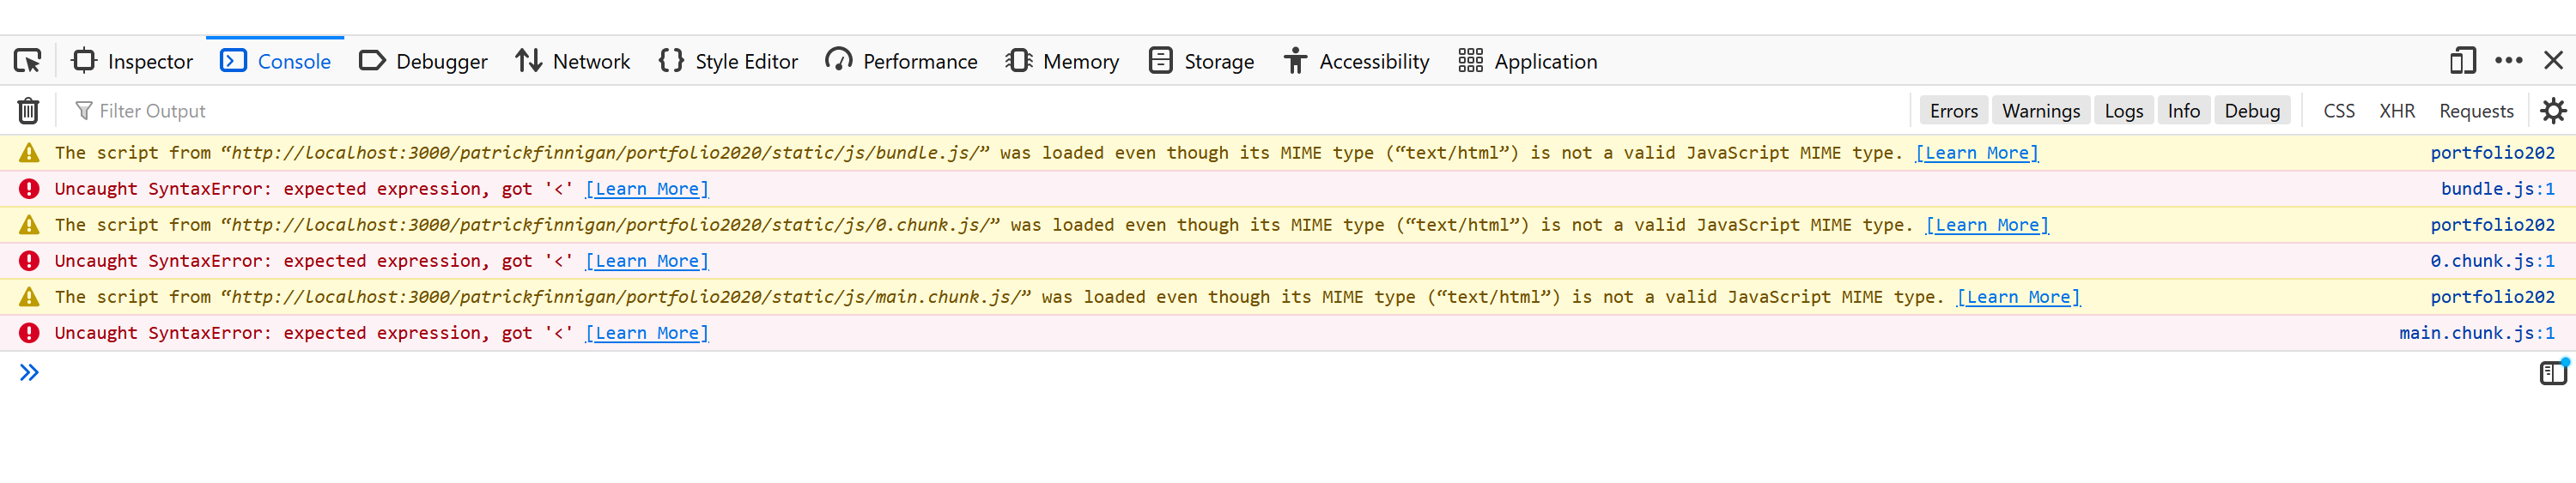 Inspector Console Debugger Network Style Editor Performance Memory Storage Accessibility Application
Filter Output Errors Warnings Logs Info Debug CSS XHR Requests
The script from “http://localhost:3000/patrickfinnigan/portfolio2020/static/js/bundle.js/” was loaded even though its MIME type (“text/html”) is not a valid JavaScript MIME type. [Learn More] portfolio202
Uncaught SyntaxError: expected expression, got '<' [Learn More] bundle.js:1
The script from “http://localhost:3000/patrickfinnigan/portfolio2020/static/js/0.chunk.js/” was loaded even though its MIME type (“text/html”) is not a valid JavaScript MIME type. [Learn More] portfolio202
Uncaught SyntaxError: expected expression, got '<' [Learn More] 0.chunk.js:1
The script from “http://localhost:3000/patrickfinnigan/portfolio2020/static/js/main.chunk.js/” was loaded even though its MIME type (“text/html”) is not a valid JavaScript MIME type. [Learn More] portfolio202
Uncaught SyntaxError: expected expression, got '<' [Learn More] main.chunk.js:1